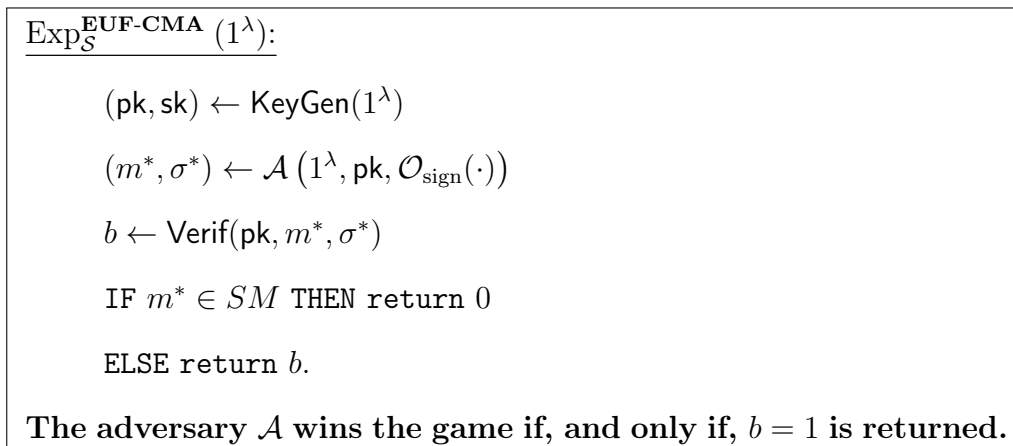 Exp_𝒮^EUF-CMA (1^λ):
(pk, sk) ← KeyGen(1^λ)
(m*, σ*) ← 𝒜 (1^λ, pk, 𝒪_sign(·))
b ← Verif(pk, m*, σ*)
IF m* ∈ SM THEN return 0
ELSE return b.
The adversary 𝒜 wins the game if, and only if, b = 1 is returned.